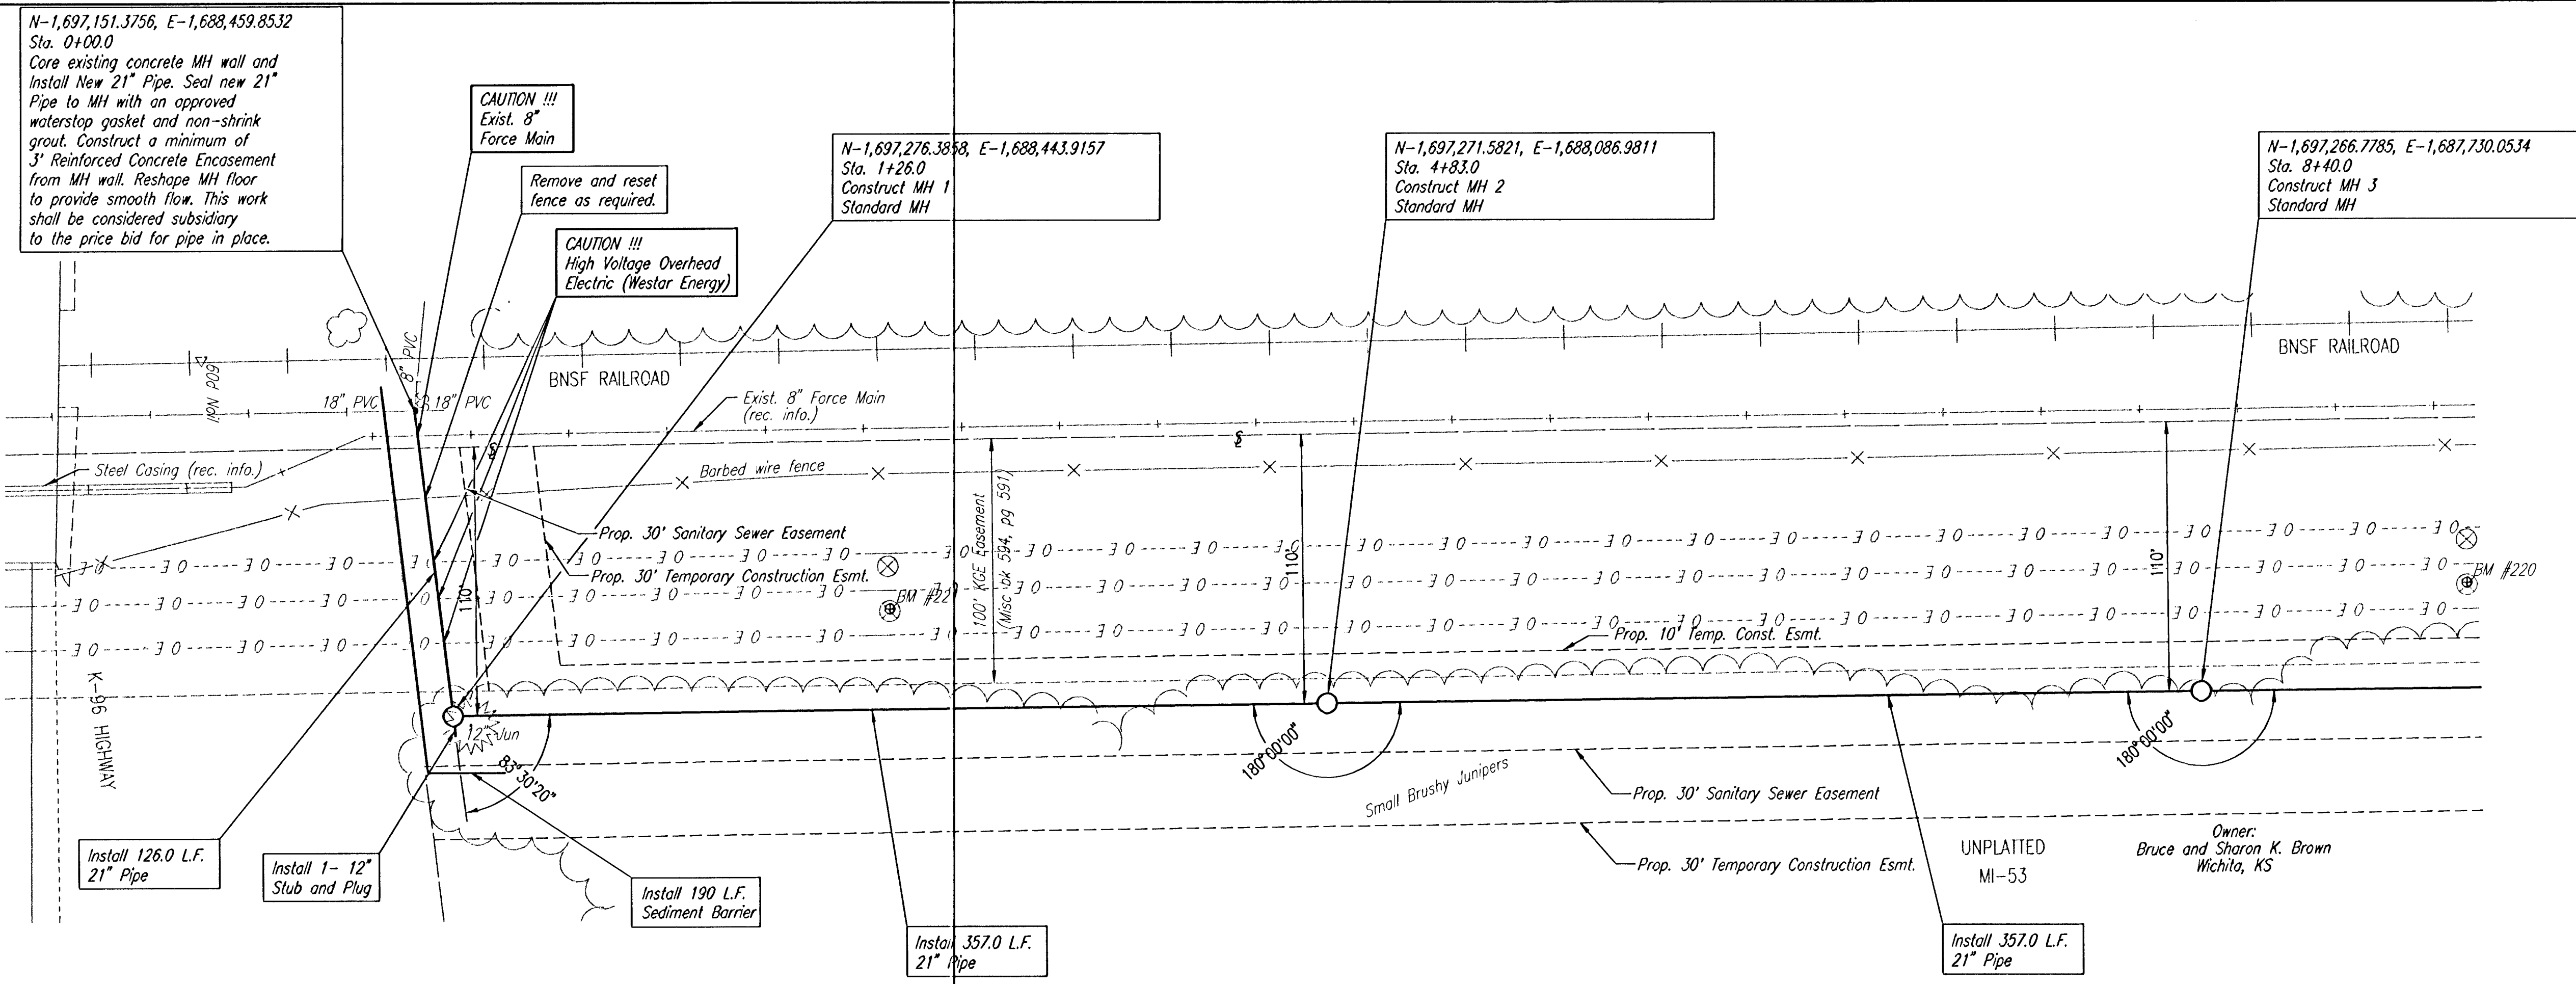 N-1,697,151.3756, E-1,688,459.8532
Sta. 0+00.0
Core existing concrete MH wall and
Install New 21" Pipe. Seal new 21"
Pipe to MH with an approved
waterstop gasket and non-shrink
grout. Construct a minimum of
3' Reinforced Concrete Encasement
from MH wall. Reshape MH floor
to provide smooth flow. This work
shall be considered subsidiary
to the price bid for pipe in place.
CAUTION !!!
Exist. 8"
Force Main
Remove and reset
fence as required.
CAUTION !!!
High Voltage Overhead
Electric (Westar Energy)
N-1,697,276.3858, E-1,688,443.9157
Sta. 1+26.0
Construct MH 1
Standard MH
N-1,697,271.5821, E-1,688,086.9811
Sta. 4+83.0
Construct MH 2
Standard MH
N-1,697,266.7785, E-1,687,730.0534
Sta. 8+40.0
Construct MH 3
Standard MH
60d Nail
8" PVC
18" PVC
18" PVC
BNSF RAILROAD
BNSF RAILROAD
Exist. 8" Force Main
(rec. info.)
Steel Casing (rec. info.)
Barbed wire fence
Prop. 30' Sanitary Sewer Easement
Prop. 30' Temporary Construction Esmt.
110'
100' KGE Easement
(Misc bk 594, pg 591)
110'
110'
BM #22
BM #220
Prop. 10' Temp. Const. Esmt.
K-96 HIGHWAY
12" Jun
83°30'20"
180°00'00"
180°00'00"
Small Brushy Junipers
Prop. 30' Sanitary Sewer Easement
Prop. 30' Temporary Construction Esmt.
UNPLATTED
MI-53
Owner:
Bruce and Sharon K. Brown
Wichita, KS
Install 126.0 L.F.
21" Pipe
Install 1- 12"
Stub and Plug
Install 190 L.F.
Sediment Barrier
Install 357.0 L.F.
21" Pipe
Install 357.0 L.F.
21" Pipe